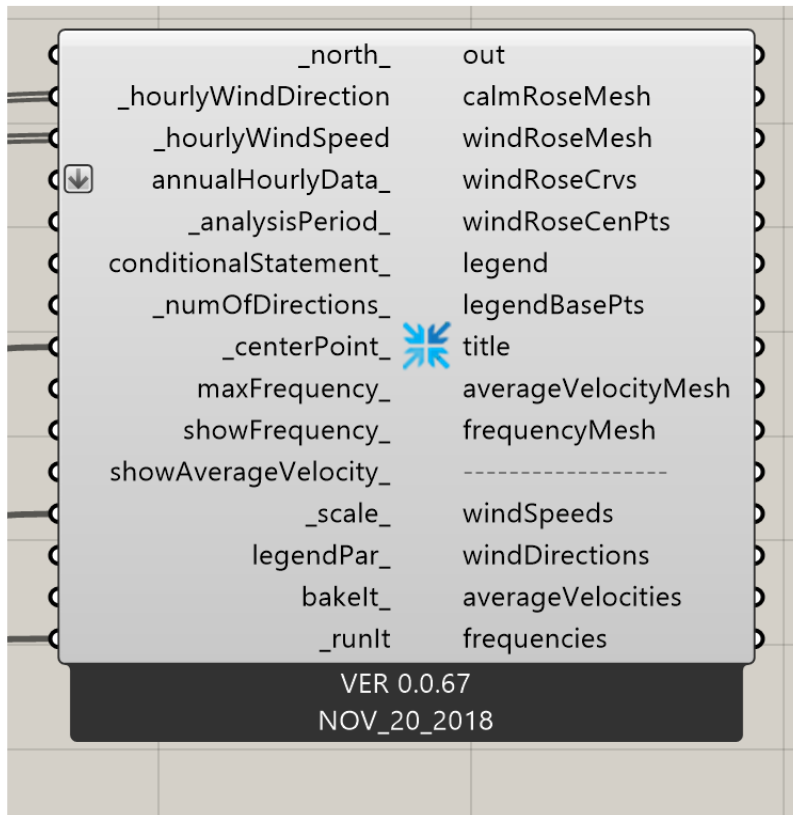 _north_ out
_hourlyWindDirection calmRoseMesh
_hourlyWindSpeed windRoseMesh
annualHourlyData_ windRoseCrvs
_analysisPeriod_ windRoseCenPts
conditionalStatement_ legend
_numOfDirections_ legendBasePts
_centerPoint_ title
maxFrequency_ averageVelocityMesh
showFrequency_ frequencyMesh
showAverageVelocity_ ------------------
_scale_ windSpeeds
legendPar_ windDirections
bakeIt_ averageVelocities
_runIt frequencies
VER 0.0.67
NOV_20_2018